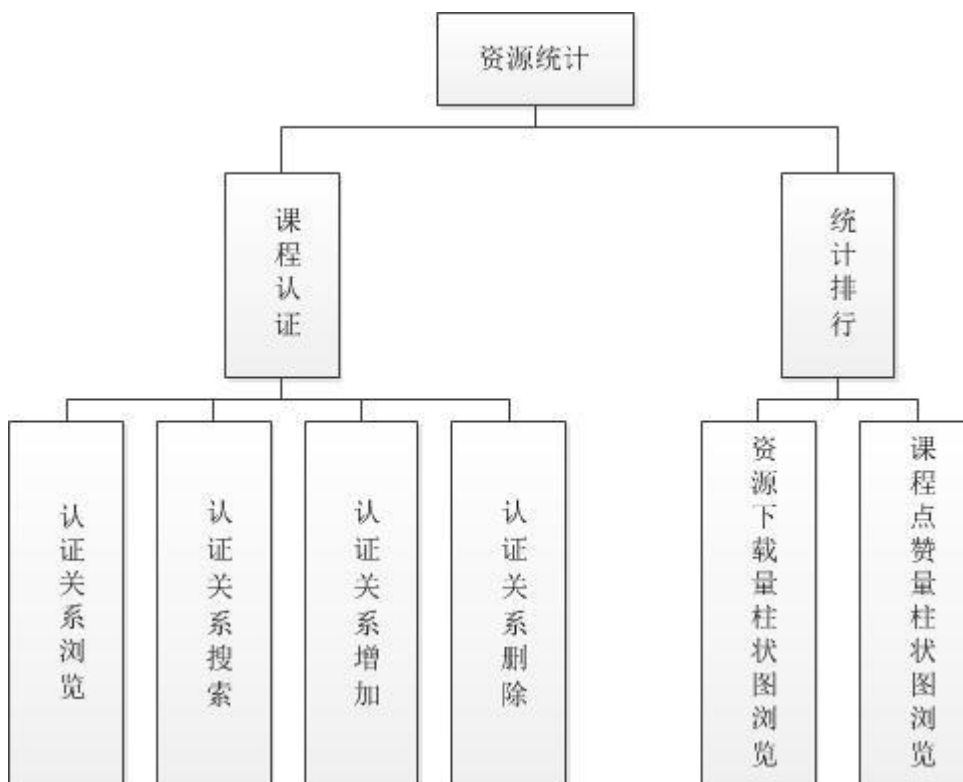 资源统计
课程认证
统计排行
认证关系浏览
认证关系搜索
认证关系增加
认证关系删除
资源下载量柱状图浏览
课程点赞量柱状图浏览